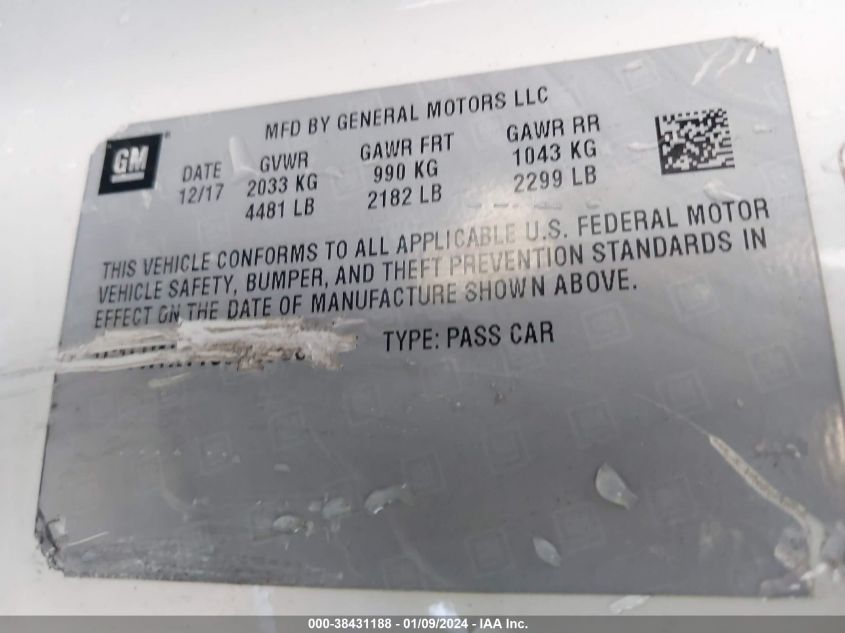 MFD BY GENERAL MOTORS LLC
GM
DATE
12/17
GVWR
2033 KG
4481 LB
GAWR FRT
990 KG
2182 LB
GAWR RR
1043 KG
2299 LB
THIS VEHICLE CONFORMS TO ALL APPLICABLE U.S. FEDERAL MOTOR
VEHICLE SAFETY, BUMPER, AND THEFT PREVENTION STANDARDS IN
EFFECT ON THE DATE OF MANUFACTURE SHOWN ABOVE.
TYPE: PASS CAR
000-38431188 - 01/09/2024 - IAA Inc.